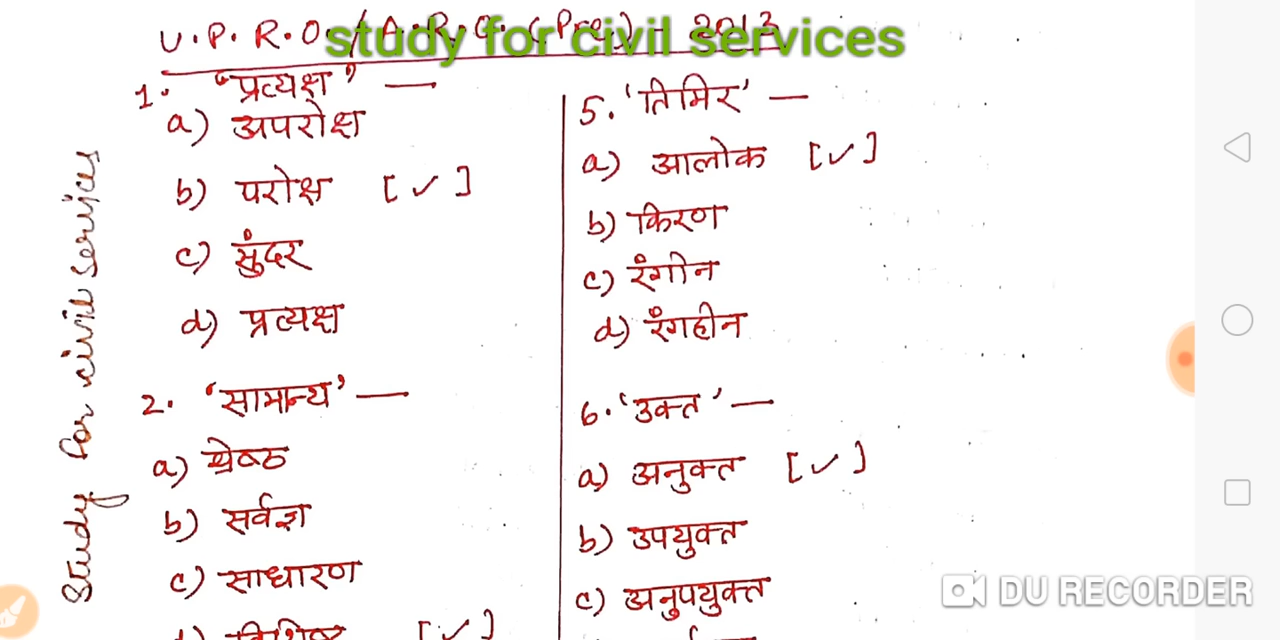 U.P.R.O./A.R.O. (Pre) - 2013
study for civil services
1. 'प्रत्यक्ष' —
a) अपरोक्ष
b) परोक्ष [✓]
c) सुंदर
d) प्रत्यक्ष
2. 'सामान्य' —
a) श्रेष्ठ
b) सर्वज्ञ
c) साधारण
d) विशिष्ट [✓]
5. 'तिमिर' —
a) आलोक [✓]
b) किरण
c) रंगीन
d) रंगहीन
6. 'उक्त' —
a) अनुक्त [✓]
b) उपयुक्त
c) अनुपयुक्त
Study for civil services
DU RECORDER